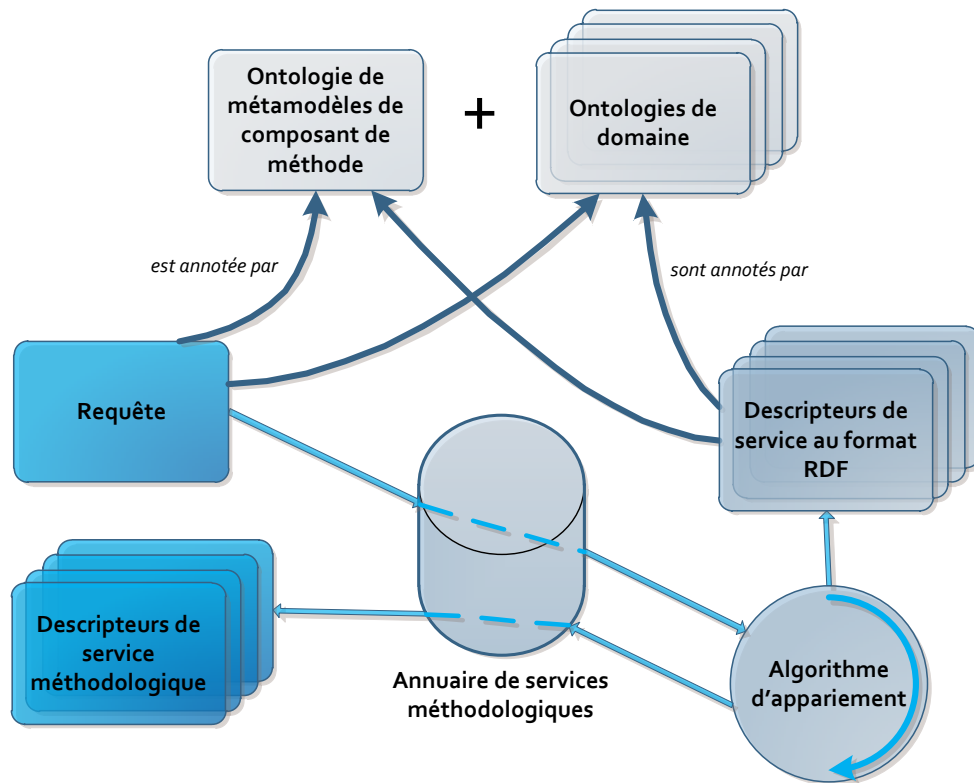 Ontologie de
métamodèles de
composant de
méthode
+
Ontologies de
domaine
est annotée par
sont annotés par
Requête
Descripteurs de
service au format
RDF
Descripteurs de
service
méthodologique
Annuaire de services
méthodologiques
Algorithme
d'appariement